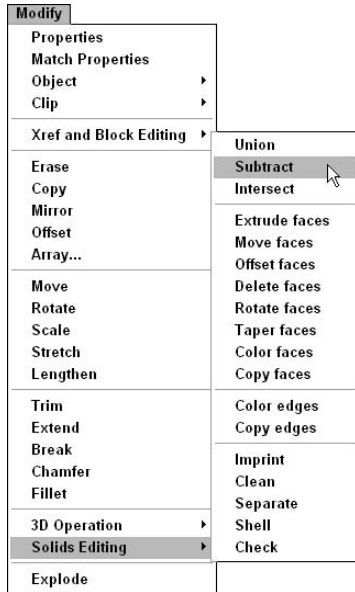 Modify
Properties
Match Properties
Object
Clip
Xref and Block Editing
Erase
Copy
Mirror
Offset
Array...
Move
Rotate
Scale
Stretch
Lengthen
Trim
Extend
Break
Chamfer
Fillet
3D Operation
Solids Editing
Explode
Union
Subtract
Intersect
Extrude faces
Move faces
Offset faces
Delete faces
Rotate faces
Taper faces
Color faces
Copy faces
Color edges
Copy edges
Imprint
Clean
Separate
Shell
Check